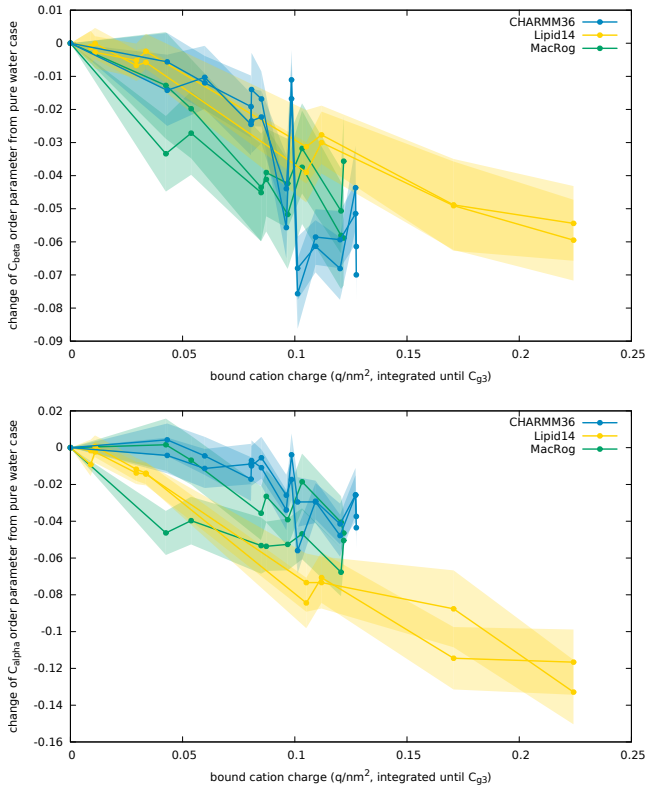 0.01
0
-0.01
-0.02
-0.03
-0.04
-0.05
-0.06
-0.07
-0.08
-0.09
change of C_beta order parameter from pure water case
CHARMM36
Lipid14
MacRog
0 0.05 0.1 0.15 0.2 0.25
bound cation charge (q/nm², integrated until C_g3)
0.02
0
-0.02
-0.04
-0.06
-0.08
-0.1
-0.12
-0.14
-0.16
change of C_alpha order parameter from pure water case
CHARMM36
Lipid14
MacRog
0 0.05 0.1 0.15 0.2 0.25
bound cation charge (q/nm², integrated until C_g3)